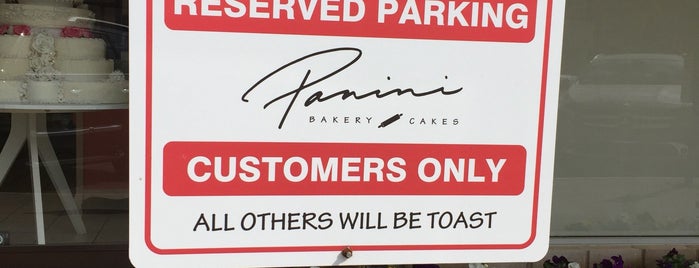 RESERVED PARKING
Panini
BAKERY CAKES
CUSTOMERS ONLY
ALL OTHERS WILL BE TOAST